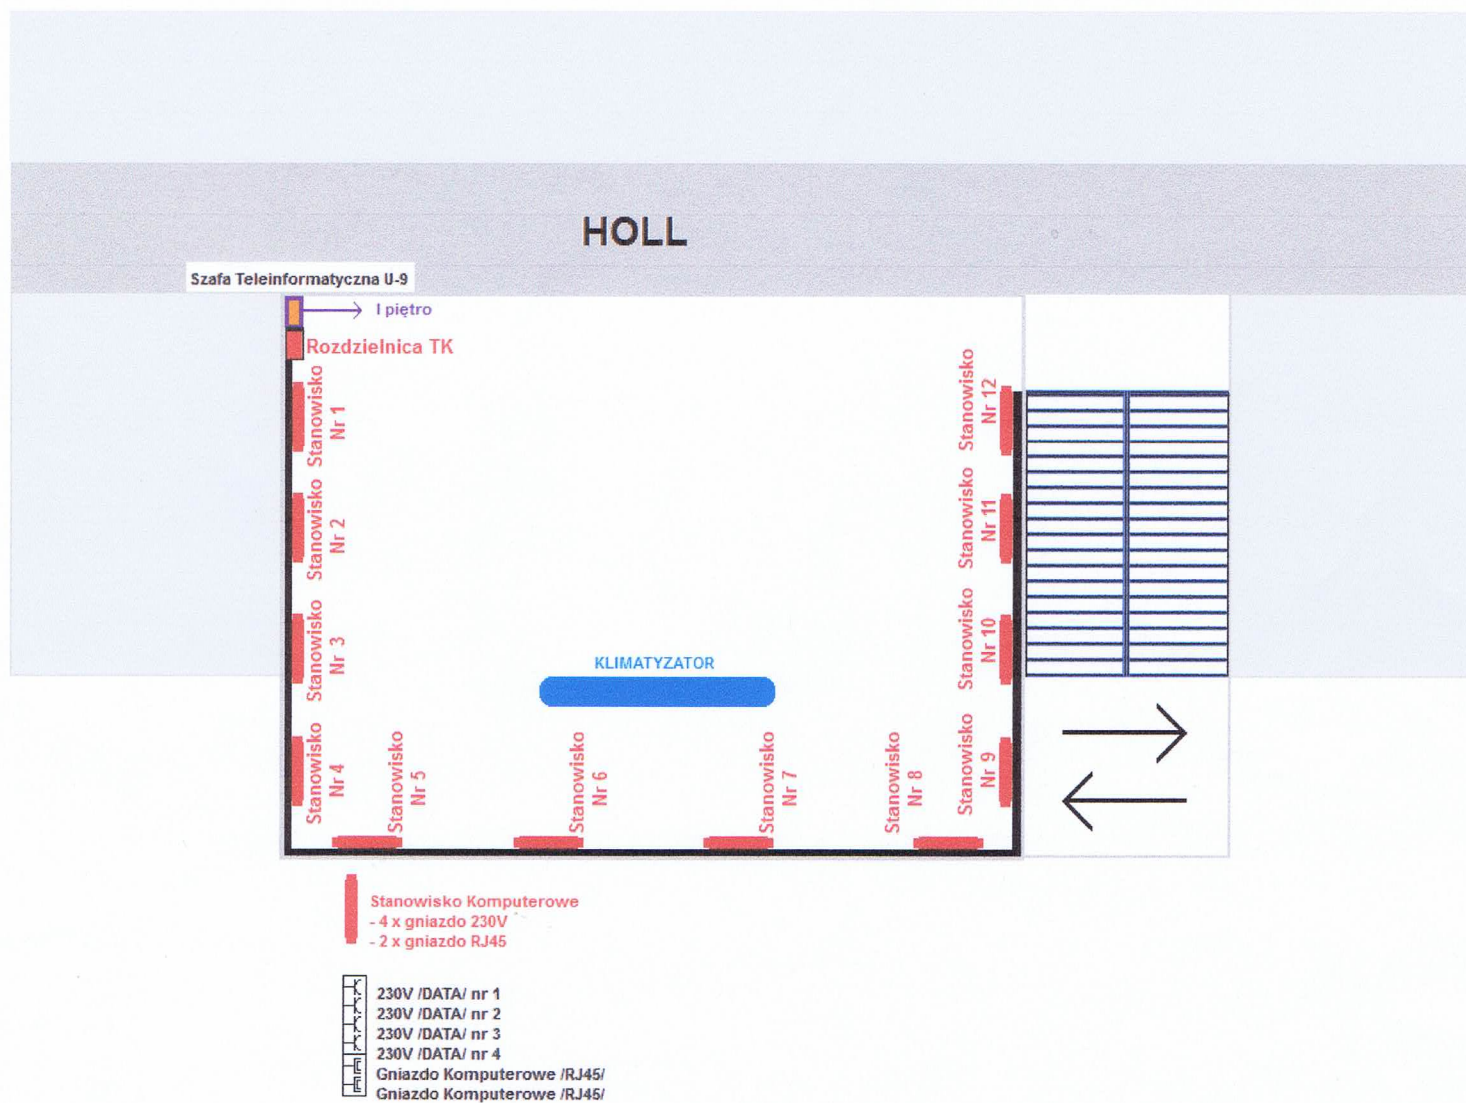 HOLL
Szafa Teleinformatyczna U-9
I piętro
Rozdzielnica TK
Stanowisko
Nr 1
Stanowisko
Nr 2
Stanowisko
Nr 3
Stanowisko
Nr 4
Stanowisko
Nr 5
Stanowisko
Nr 6
Stanowisko
Nr 7
Stanowisko
Nr 8
Stanowisko
Nr 9
Stanowisko
Nr 10
Stanowisko
Nr 11
Stanowisko
Nr 12
KLIMATYZATOR
Stanowisko Komputerowe
- 4 x gniazdo 230V
- 2 x gniazdo RJ45
230V /DATA/ nr 1
230V /DATA/ nr 2
230V /DATA/ nr 3
230V /DATA/ nr 4
Gniazdo Komputerowe /RJ45/
Gniazdo Komputerowe /RJ45/